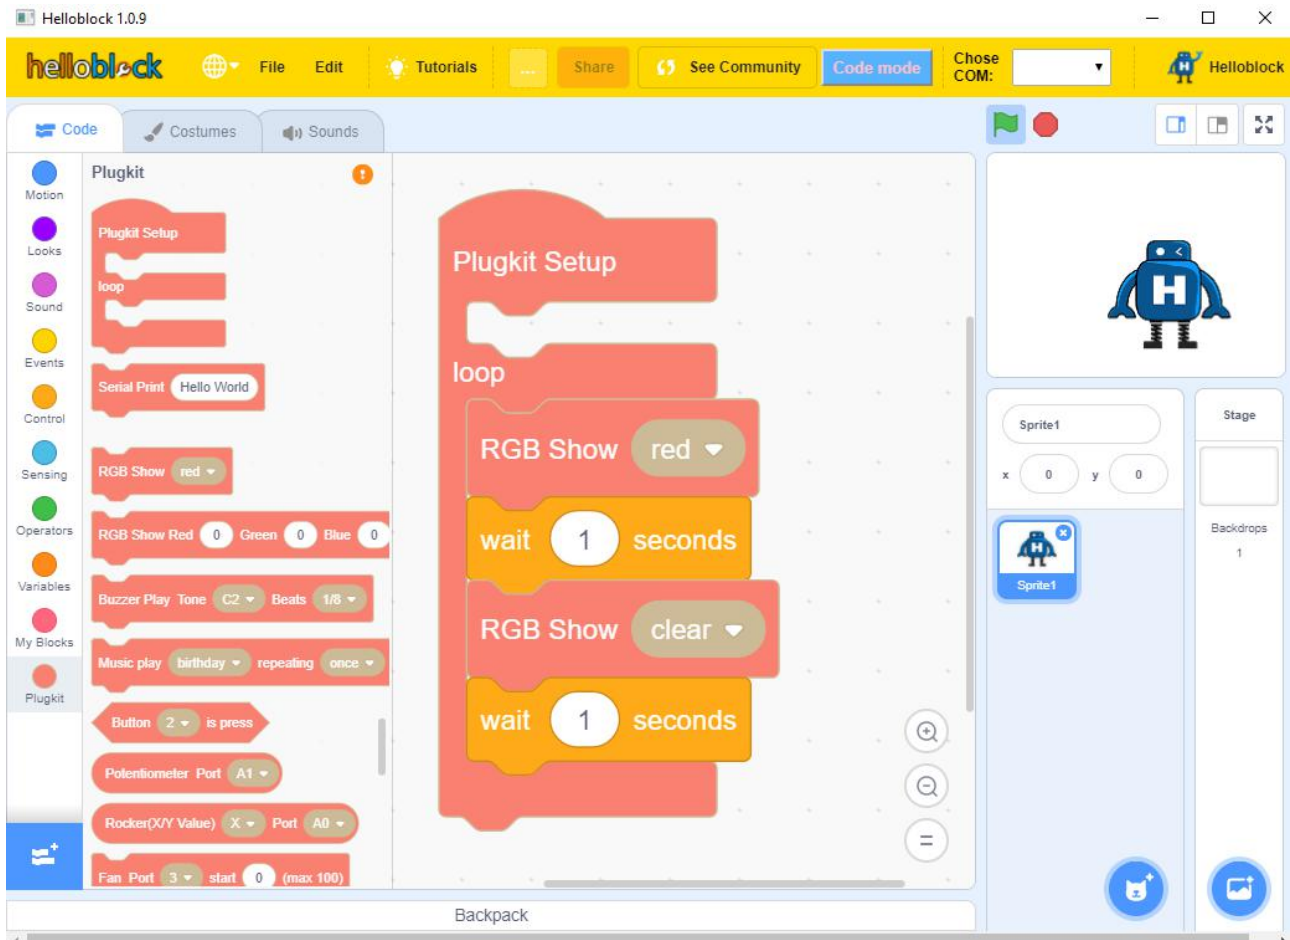 Helloblock 1.0.9
helloblock File Edit Tutorials ... Share See Community Code mode Chose COM: Helloblock
Code Costumes Sounds
Motion
Looks
Sound
Events
Control
Sensing
Operators
Variables
My Blocks
Plugkit
Plugkit
Plugkit Setup
loop
Serial Print Hello World
RGB Show red
RGB Show Red 0 Green 0 Blue 0
Buzzer Play Tone C2 Beats 1/8
Music play birthday repeating once
Button 2 is press
Potentiometer Port A1
Rocker(X/Y Value) X Port A0
Fan Port 3 start 0 (max 100)
Plugkit Setup
loop
RGB Show red
wait 1 seconds
RGB Show clear
wait 1 seconds
Backpack
H
Sprite1
x 0 y 0
Sprite1
Stage
Backdrops
1